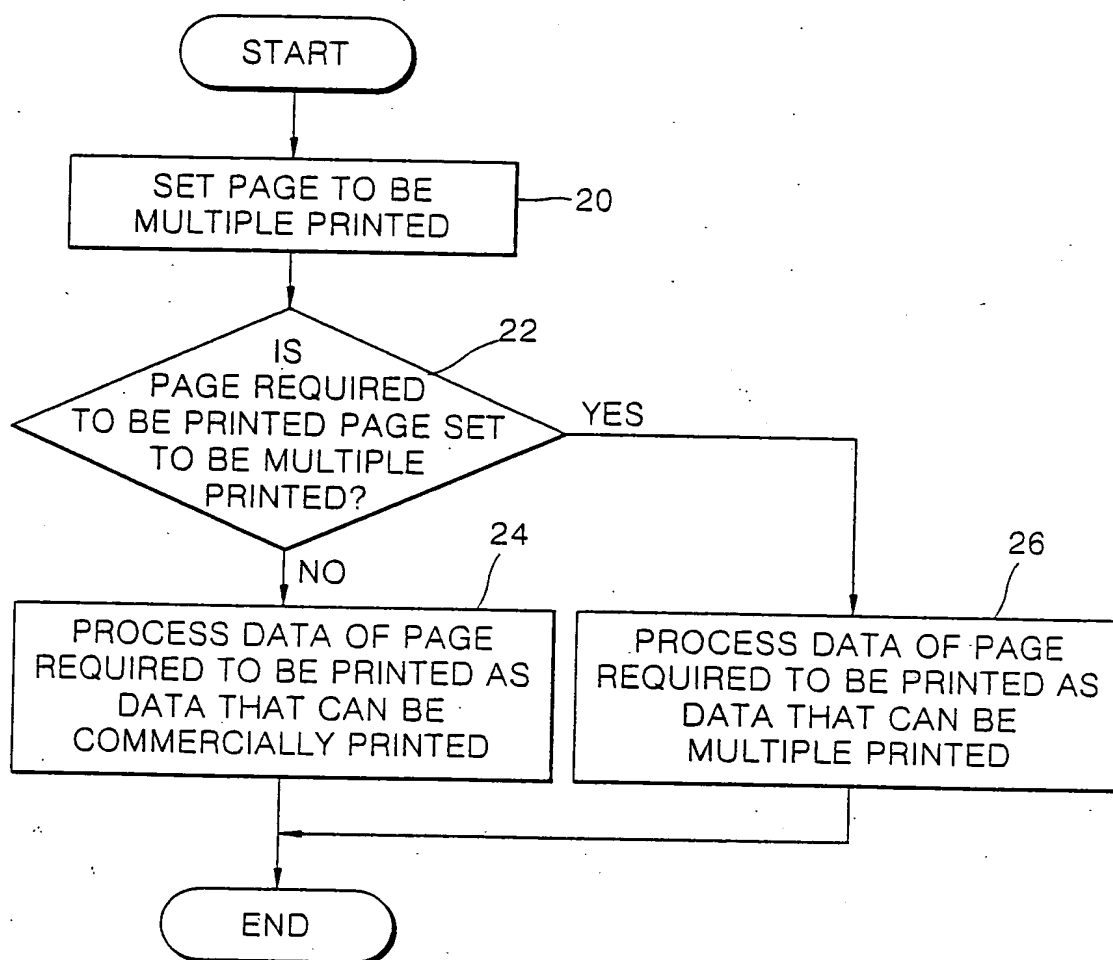 START
SET PAGE TO BE
MULTIPLE PRINTED
20
IS
PAGE REQUIRED
TO BE PRINTED PAGE SET
TO BE MULTIPLE
PRINTED?
22
YES
NO
24
PROCESS DATA OF PAGE
REQUIRED TO BE PRINTED AS
DATA THAT CAN BE
COMMERCIALLY PRINTED
26
PROCESS DATA OF PAGE
REQUIRED TO BE PRINTED AS
DATA THAT CAN BE
MULTIPLE PRINTED
END